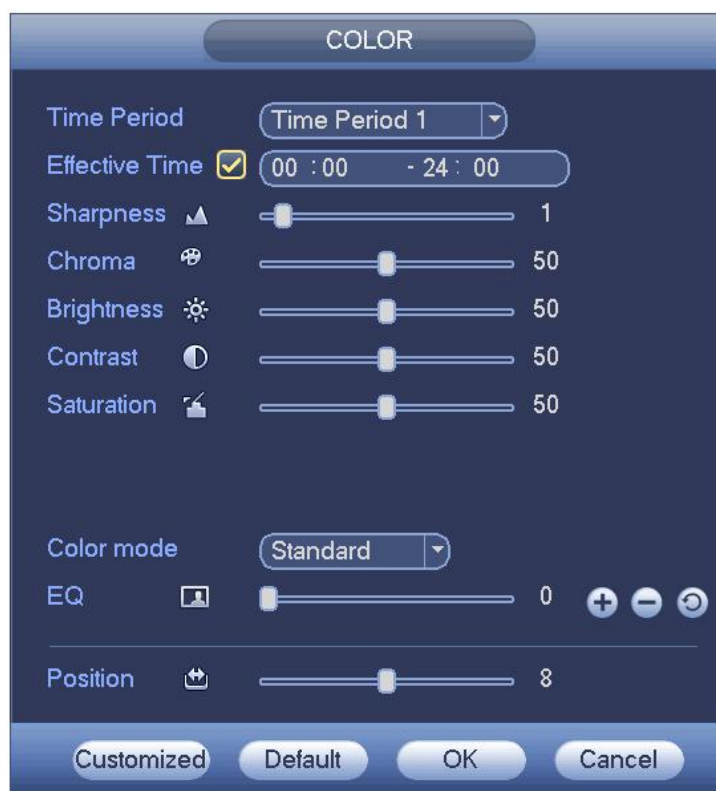 COLOR
Time Period Time Period 1
Effective Time 00 :00 - 24 : 00
Sharpness 1
Chroma 50
Brightness 50
Contrast 50
Saturation 50
Color mode Standard
EQ 0
Position 8
Customized Default OK Cancel